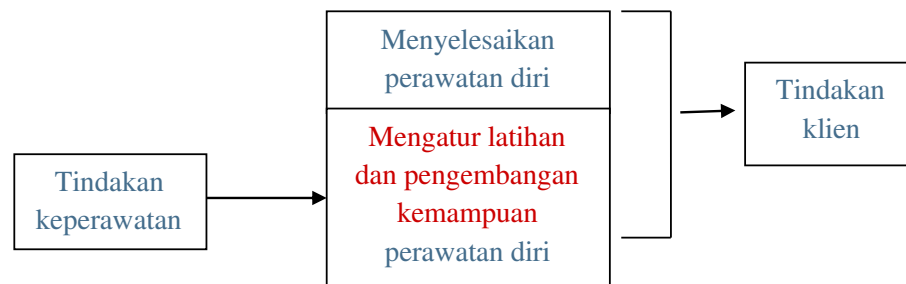 Menyelesaikan
perawatan diri
Mengatur latihan
dan pengembangan
kemampuan
perawatan diri
Tindakan
keperawatan
Tindakan
klien